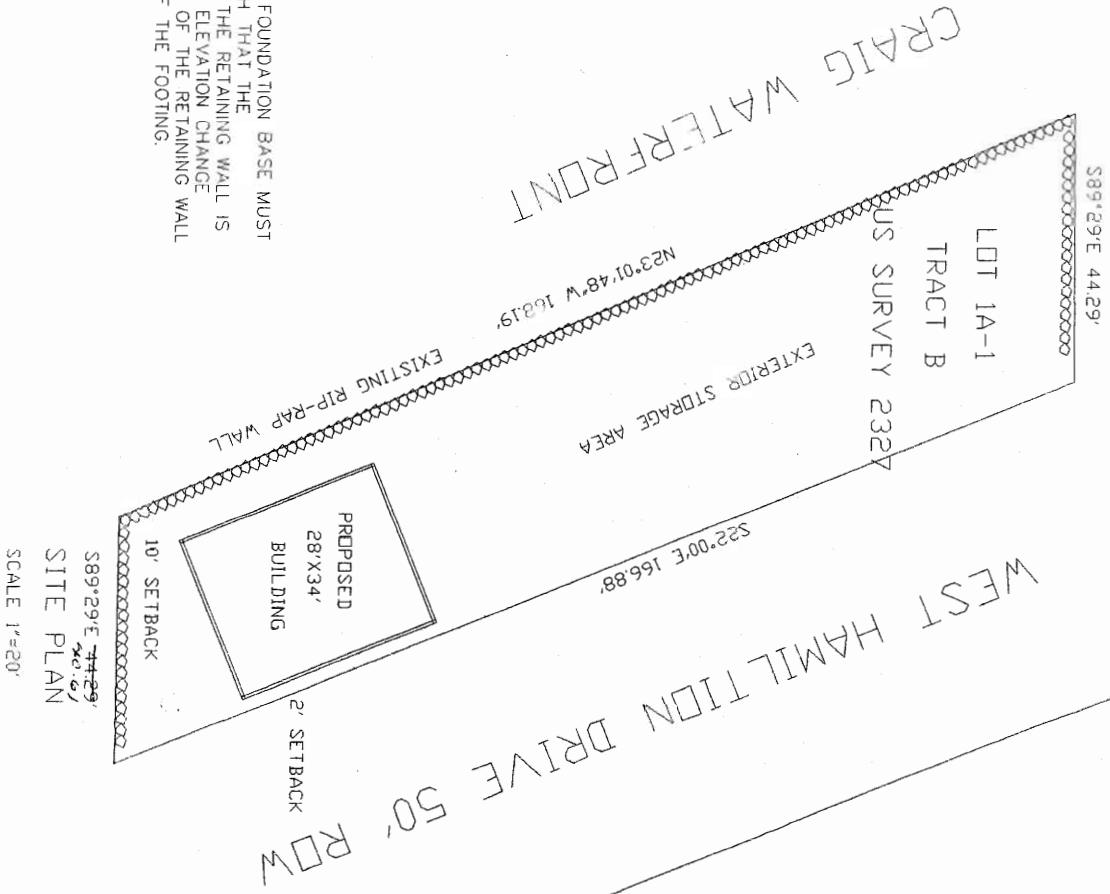 FOUNDATION BASE MUST
H THAT THE
THE RETAINING WALL IS
ELEVATION CHANGE
OF THE RETAINING WALL
F THE FOOTING.
CRAIG WATERFRONT
S89°29'E 44.29'
LOT 1A-1
TRACT B
US SURVEY 2327
N23°01'48"W 168.19'
EXISTING RIP-RAP WALL
EXTERIOR STORAGE AREA
S22°00'E 166.88'
WEST HAMILTION DRIVE 50' ROW
PROPOSED
28'X34'
BUILDING
10' SETBACK
2' SETBACK
S89°29'E 44.29'
SITE PLAN
SCALE 1"=20'